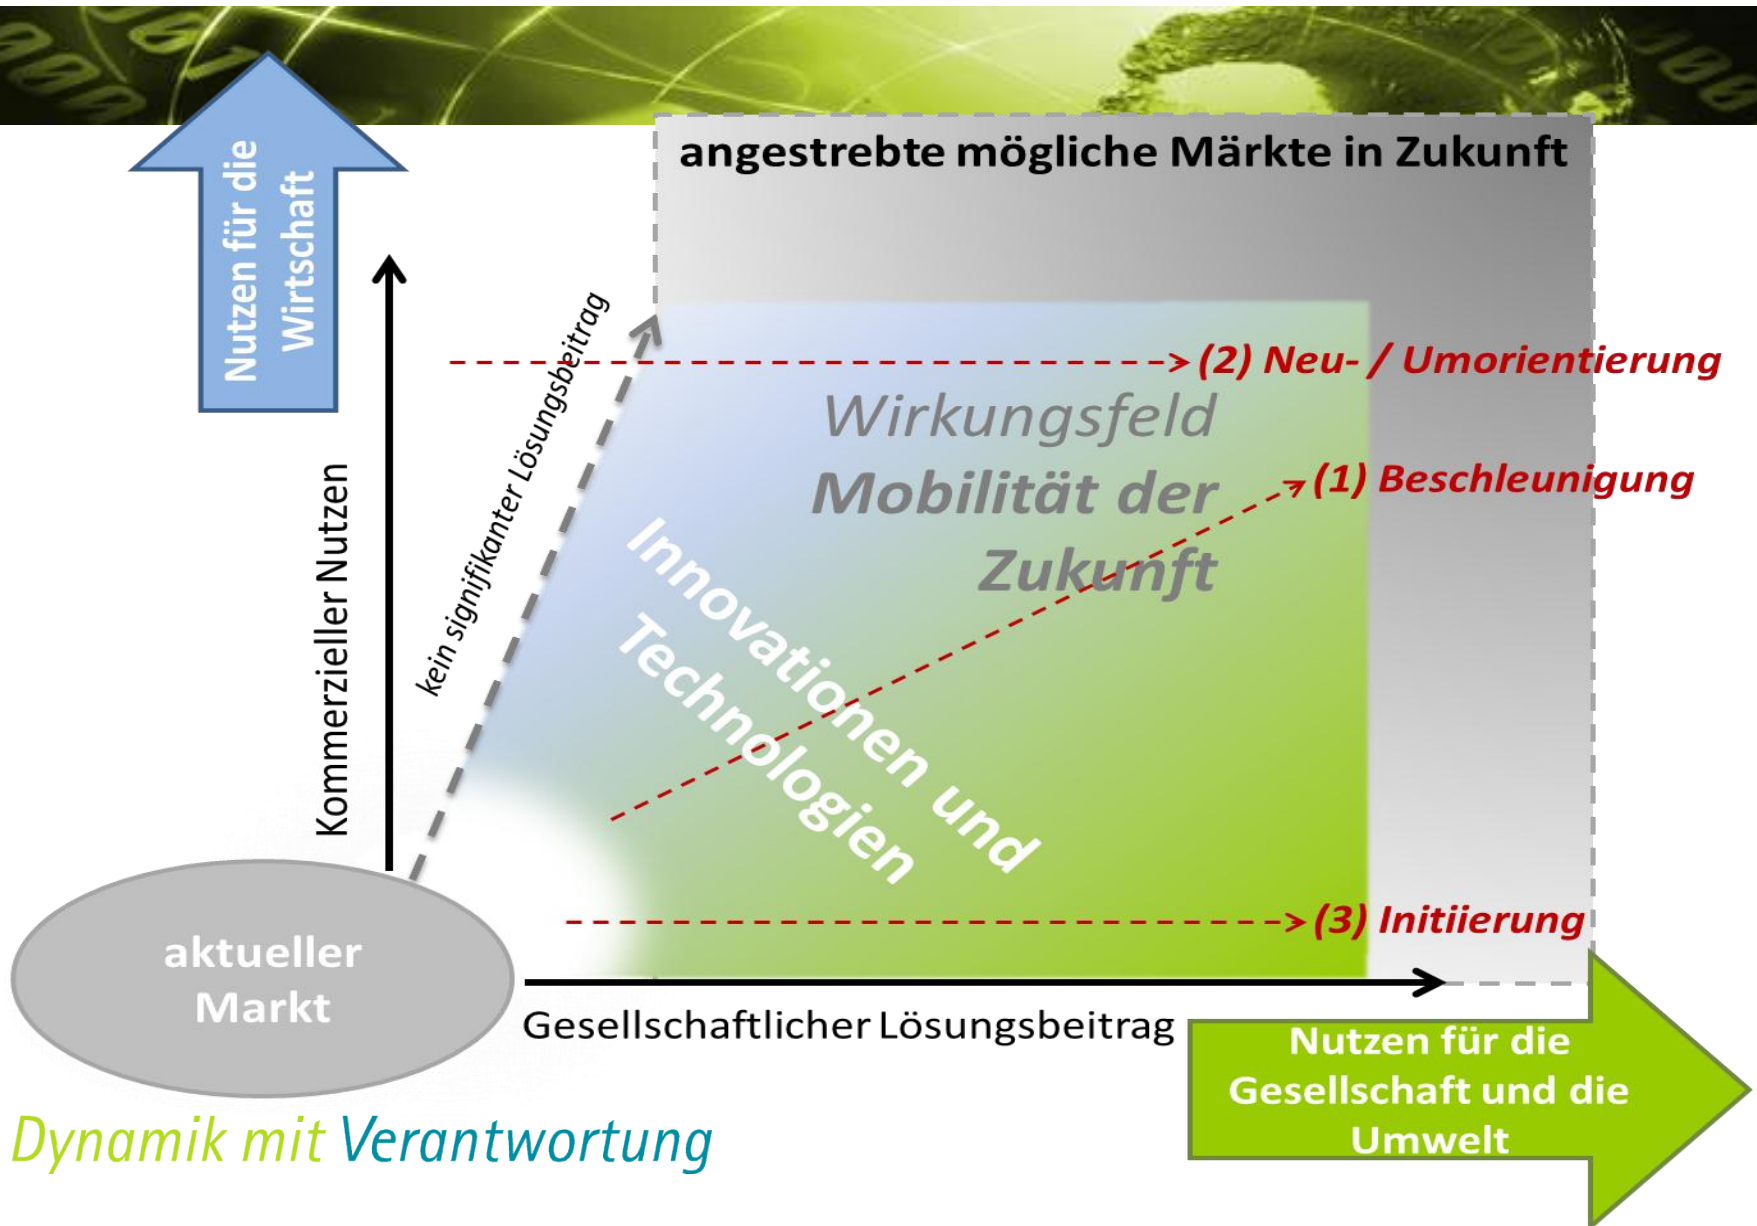 angestrebte mögliche Märkte in Zukunft
Nutzen für die
Wirtschaft
Kommerzieller Nutzen
kein signifikanter Lösungsbeitrag
(2) Neu- / Umorientierung
Wirkungsfeld
Mobilität der
Zukunft
(1) Beschleunigung
Innovationen und
Technologien
(3) Initiierung
aktueller
Markt
Gesellschaftlicher Lösungsbeitrag
Nutzen für die
Gesellschaft und die
Umwelt
Dynamik mit Verantwortung